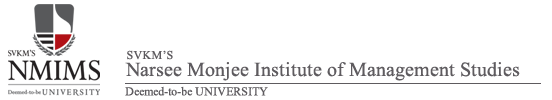 SVKM'S
NMIMS
Deemed-to-be UNIVERSITY
SVKM'S
Narsee Monjee Institute of Management Studies
Deemed-to-be UNIVERSITY